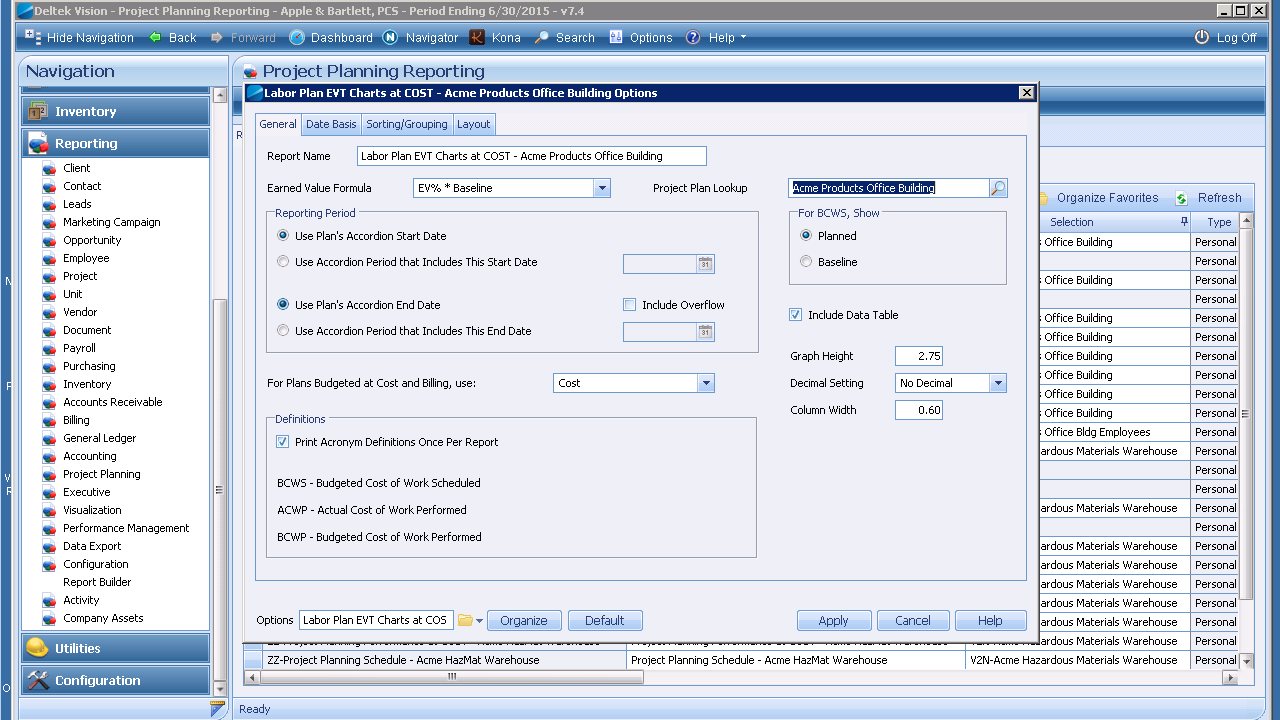 Deltek Vision - Project Planning Reporting - Apple & Bartlett, PCS - Period Ending 6/30/2015 - v7.4
Hide Navigation Back Forward Dashboard Navigator Kona Search Options Help Log Off
Navigation
Inventory
Reporting
Client
Contact
Leads
Marketing Campaign
Opportunity
Employee
Project
Unit
Vendor
Document
Payroll
Purchasing
Inventory
Accounts Receivable
Billing
General Ledger
Accounting
Project Planning
Executive
Visualization
Performance Management
Data Export
Configuration
Report Builder
Activity
Company Assets
Utilities
Configuration
Project Planning Reporting
Labor Plan EVT Charts at COST - Acme Products Office Building Options
General Date Basis Sorting/Grouping Layout
Report Name Labor Plan EVT Charts at COST - Acme Products Office Building
Earned Value Formula EV% * Baseline Project Plan Lookup Acme Products Office Building
Reporting Period
Use Plan's Accordion Start Date
Use Accordion Period that Includes This Start Date 31
Use Plan's Accordion End Date Include Overflow
Use Accordion Period that Includes This End Date 31
For BCWS, Show
Planned
Baseline
Include Data Table
Graph Height 2.75
Decimal Setting No Decimal
Column Width 0.60
For Plans Budgeted at Cost and Billing, use: Cost
Definitions
Print Acronym Definitions Once Per Report
BCWS - Budgeted Cost of Work Scheduled
ACWP - Actual Cost of Work Performed
BCWP - Budgeted Cost of Work Performed
Options Labor Plan EVT Charts at COS Organize Default Apply Cancel Help
Organize Favorites Refresh
Selection Type
s Office Building Personal
Personal
s Office Building Personal
Personal
s Office Building Personal
s Office Building Personal
s Office Building Personal
s Office Building Personal
s Office Building Personal
s Office Building Personal
s Office Bldg Employees Personal
ardous Materials Warehouse Personal
Personal
Personal
ardous Materials Warehouse Personal
Personal
ardous Materials Warehouse Personal
ardous Materials Warehouse Personal
ardous Materials Warehouse Personal
ardous Materials Warehouse Personal
ardous Materials Warehouse Personal
ardous Materials Warehouse Personal
ZZ-Project Planning Schedule - Acme HazMat Warehouse Project Planning Schedule - Acme HazMat Warehouse V2N-Acme Hazardous Materials Warehouse Personal
Ready